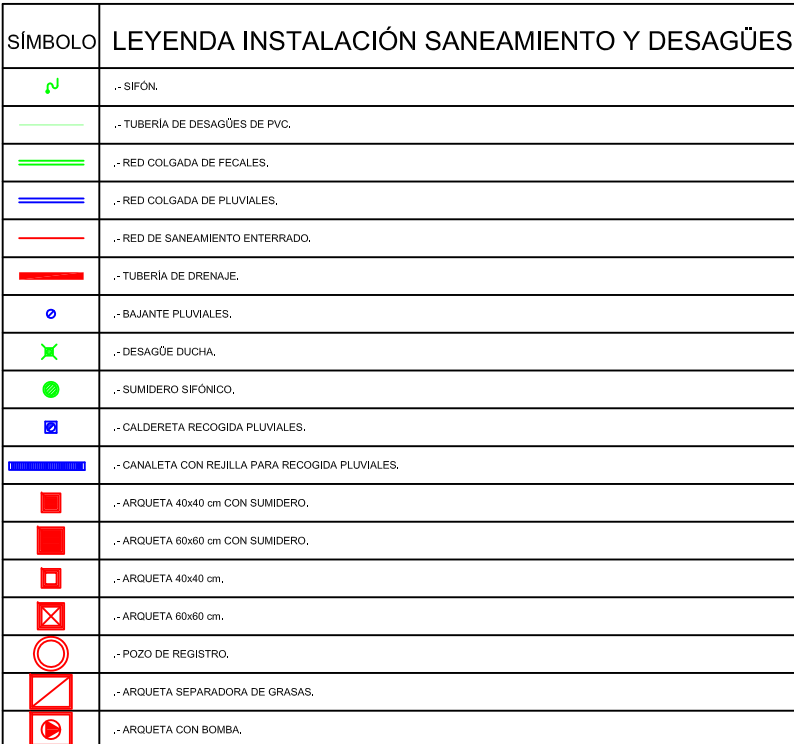 SÍMBOLO LEYENDA INSTALACIÓN SANEAMIENTO Y DESAGÜES
.- SIFÓN.
.- TUBERÍA DE DESAGÜES DE PVC.
.- RED COLGADA DE FECALES.
.- RED COLGADA DE PLUVIALES.
.- RED DE SANEAMIENTO ENTERRADO.
.- TUBERÍA DE DRENAJE.
.- BAJANTE PLUVIALES.
.- DESAGÜE DUCHA.
.- SUMIDERO SIFÓNICO.
.- CALDERETA RECOGIDA PLUVIALES.
.- CANALETA CON REJILLA PARA RECOGIDA PLUVIALES.
.- ARQUETA 40x40 cm CON SUMIDERO.
.- ARQUETA 60x60 cm CON SUMIDERO.
.- ARQUETA 40x40 cm.
.- ARQUETA 60x60 cm.
.- POZO DE REGISTRO.
.- ARQUETA SEPARADORA DE GRASAS.
.- ARQUETA CON BOMBA.